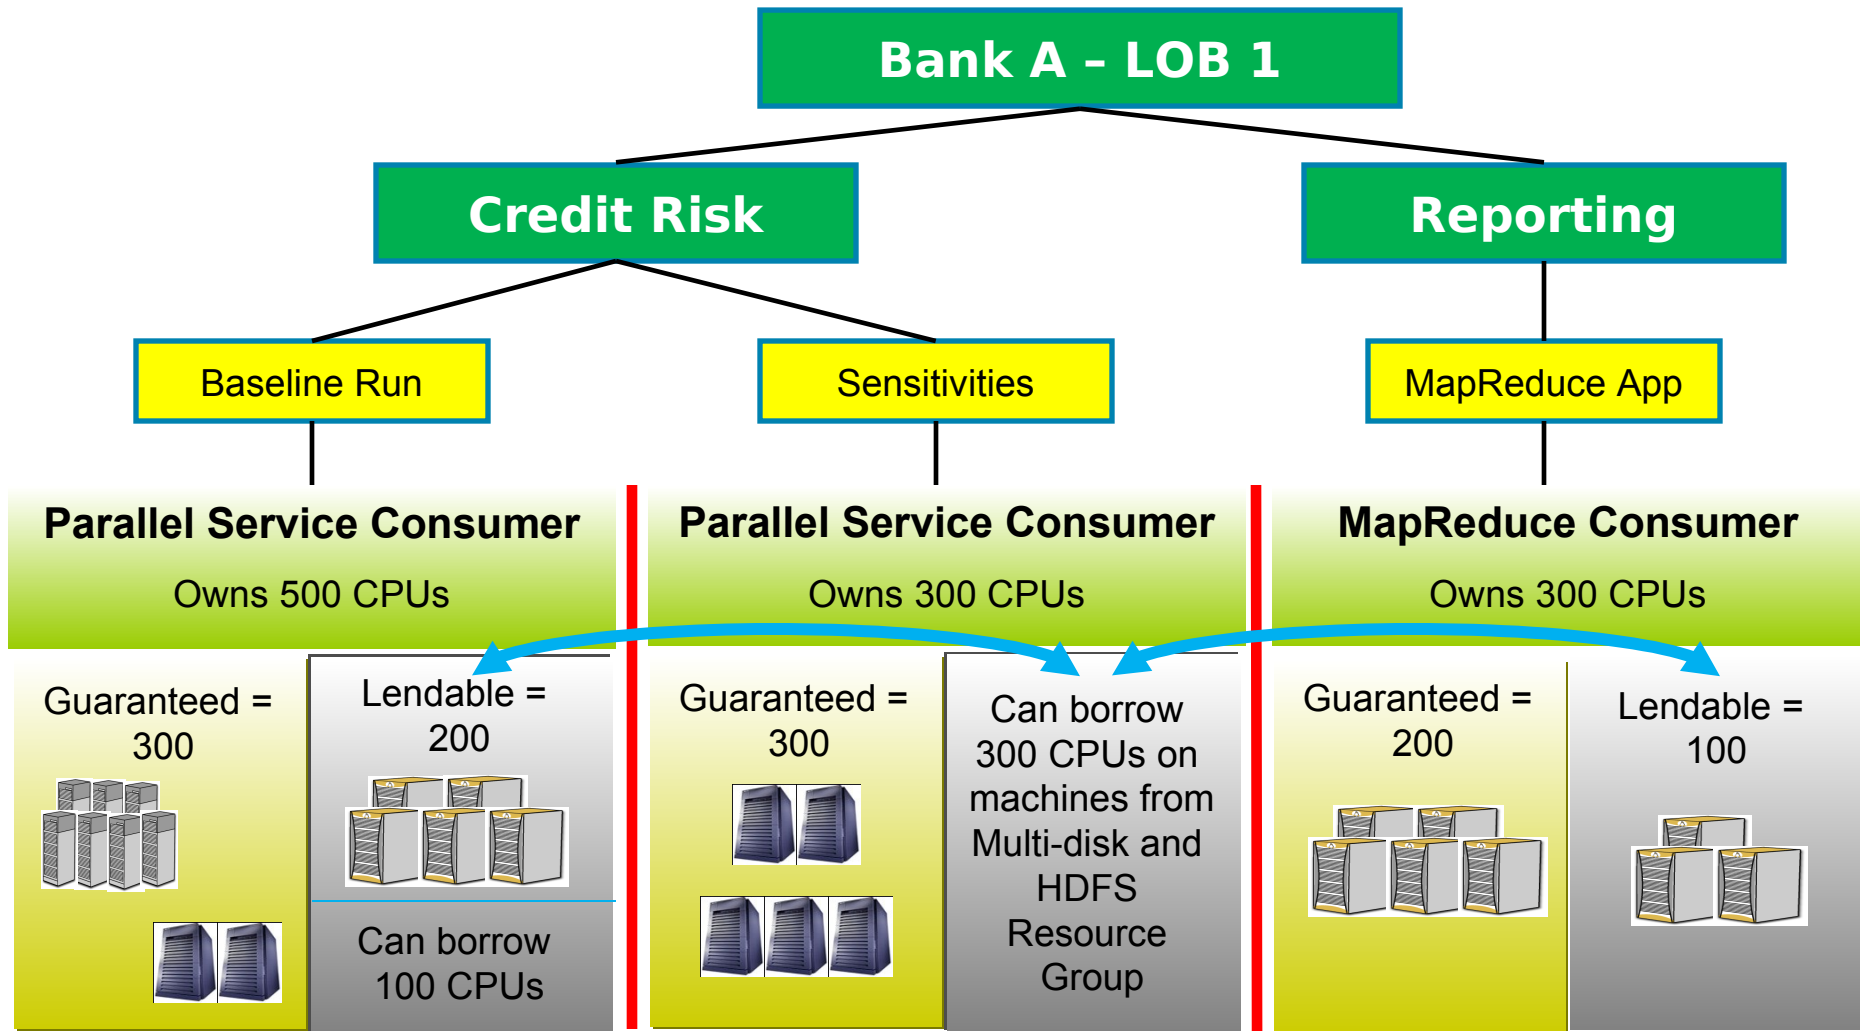 Bank A – LOB 1
Credit Risk
Reporting
Baseline Run
Sensitivities
MapReduce App
Parallel Service Consumer
Owns 500 CPUs
Parallel Service Consumer
Owns 300 CPUs
MapReduce Consumer
Owns 300 CPUs
Guaranteed =
300
Lendable =
200
Can borrow
100 CPUs
Guaranteed =
300
Can borrow
300 CPUs on
machines from
Multi-disk and
HDFS
Resource
Group
Guaranteed =
200
Lendable =
100